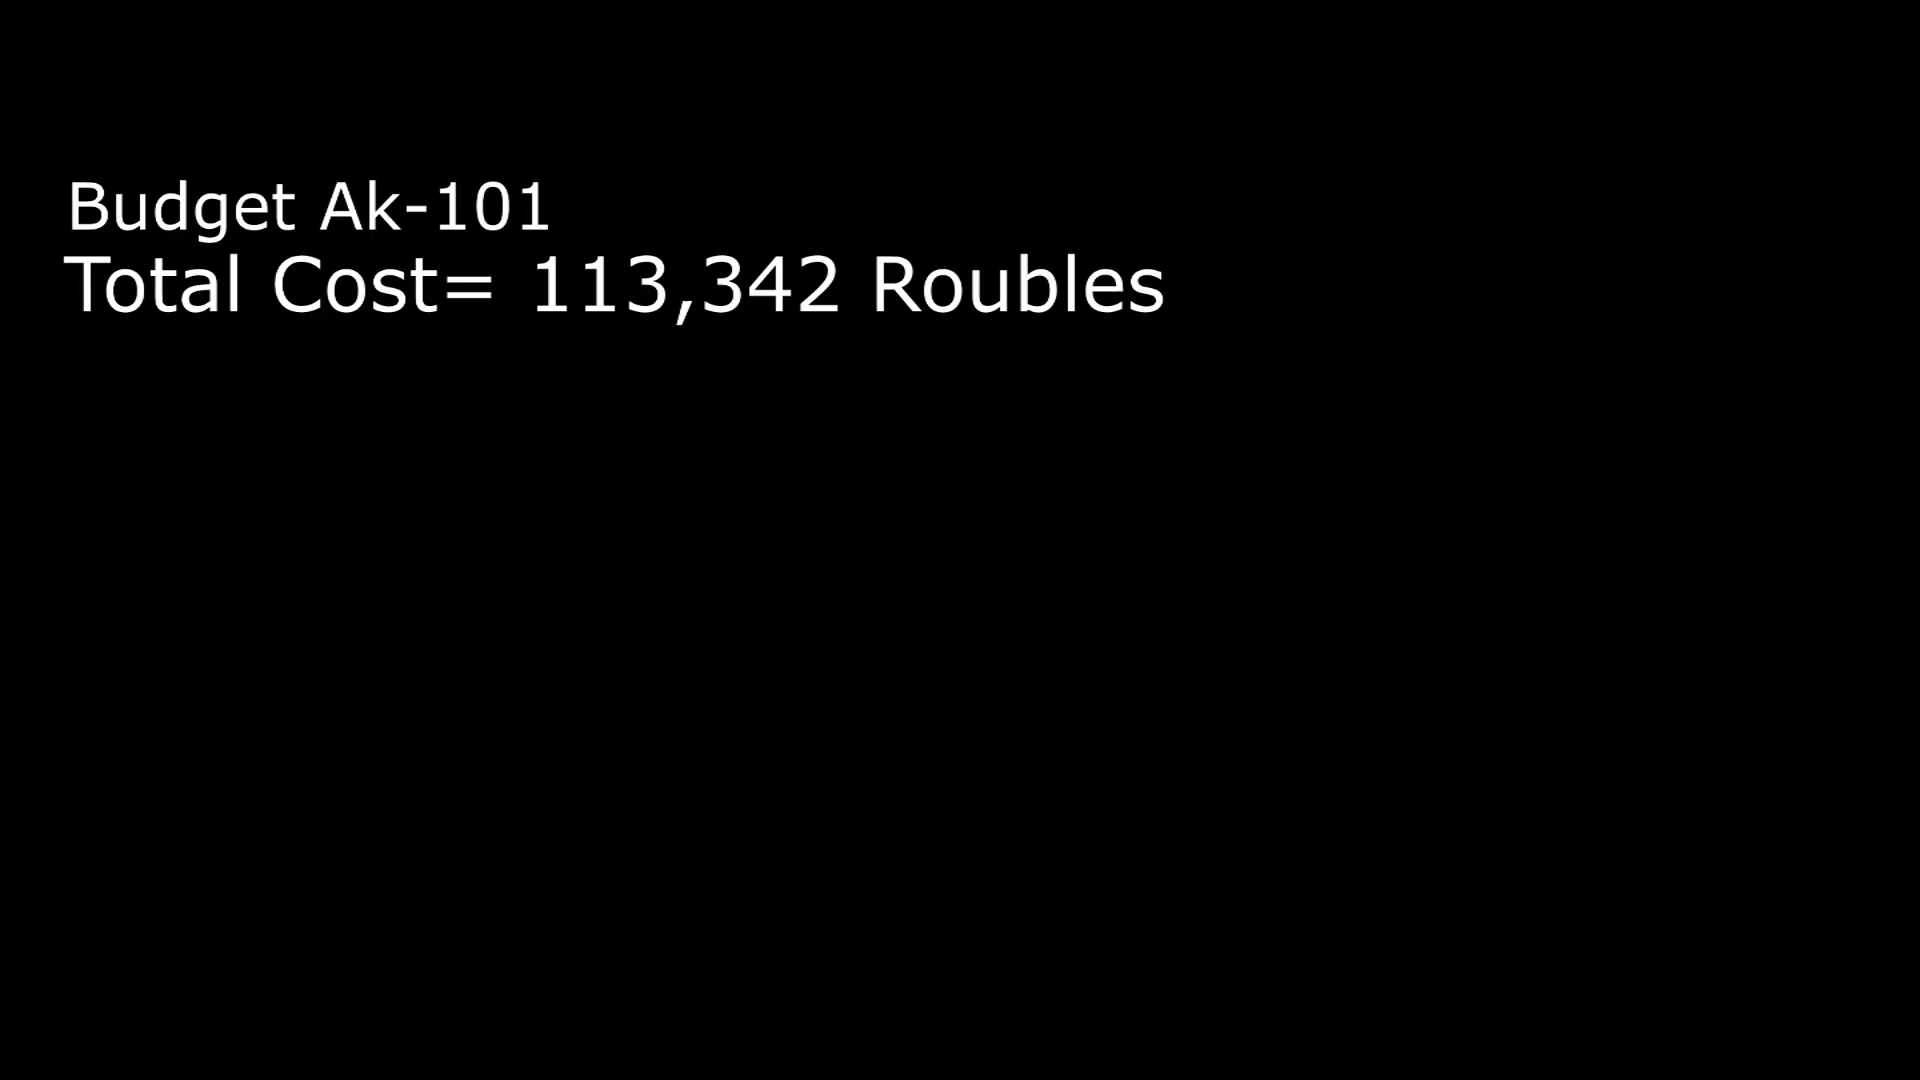 Budget Ak-101
Total Cost= 113,342 Roubles